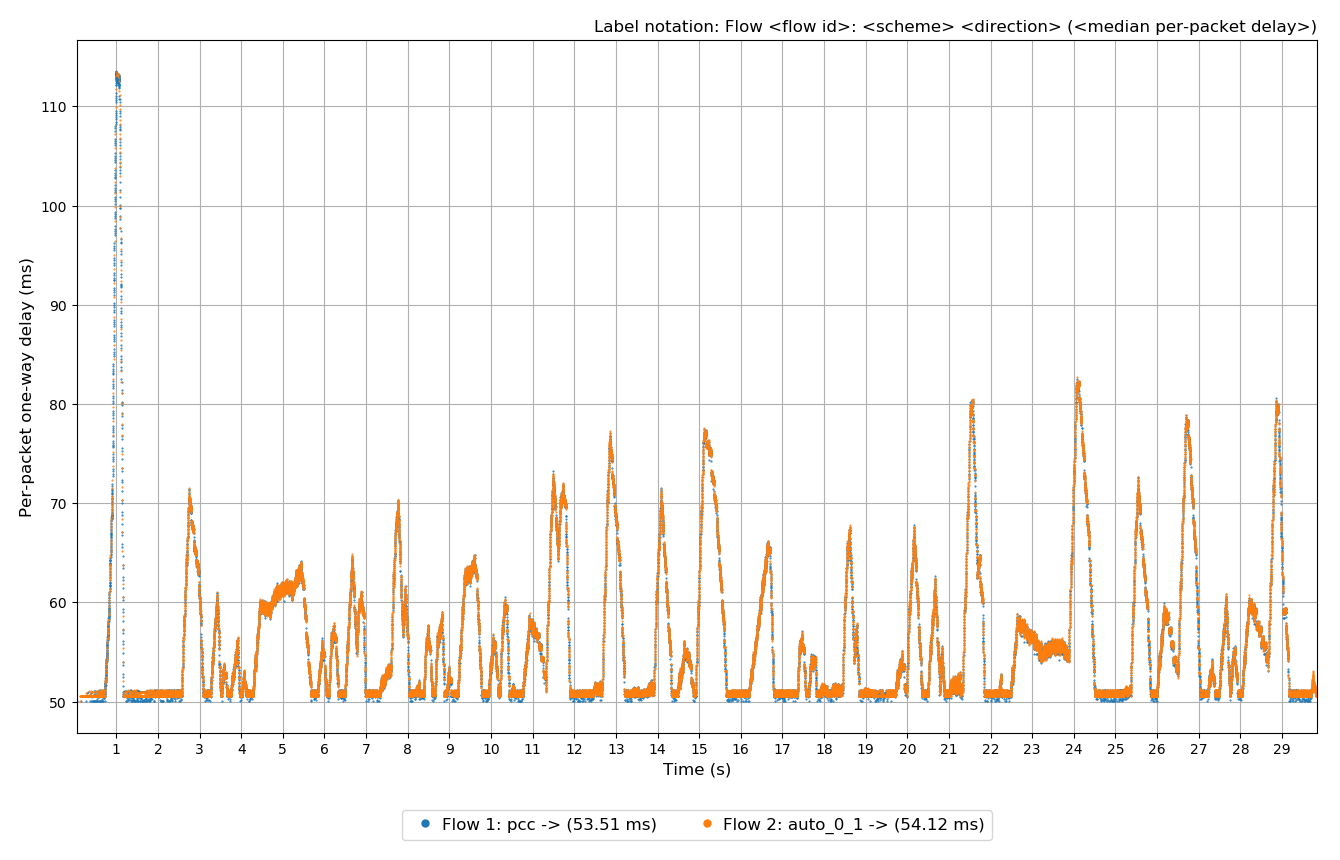 Label notation: Flow <flow id>: <scheme> <direction> (<median per-packet delay>)
Per-packet one-way delay (ms)
110
100
90
80
70
60
50
1 2 3 4 5 6 7 8 9 10 11 12 13 14 15 16 17 18 19 20 21 22 23 24 25 26 27 28 29
Time (s)
Flow 1: pcc -> (53.51 ms) Flow 2: auto_0_1 -> (54.12 ms)